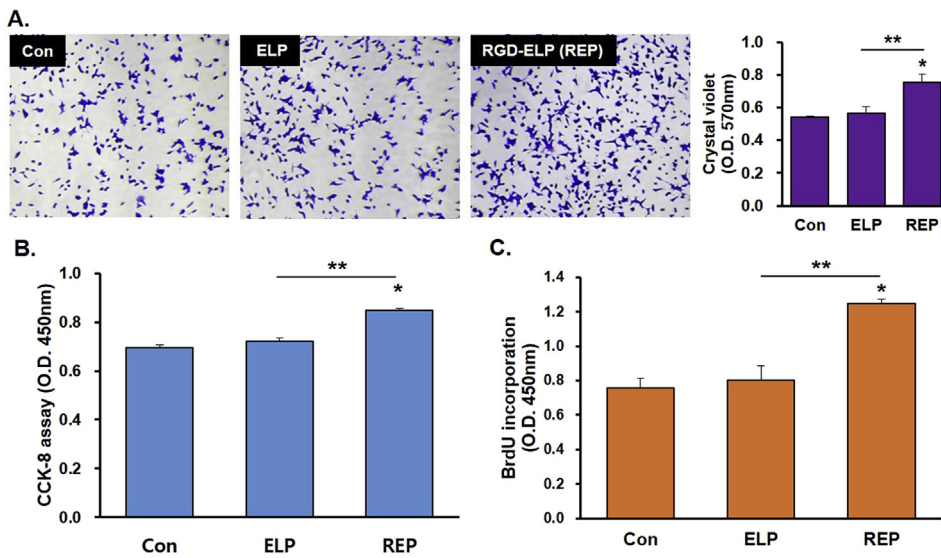 A.
Con
ELP
RGD-ELP (REP)
Crystal violet
(O.D. 570nm)
1.0
0.8
0.6
0.4
0.2
0.0
**
*
Con ELP REP
B.
CCK-8 assay (O.D. 450nm)
1.0
0.8
0.6
0.4
0.2
0.0
**
*
Con ELP REP
C.
BrdU incorporation
(O.D. 450nm)
1.4
1.2
1.0
0.8
0.6
0.4
0.2
0.0
**
*
Con ELP REP